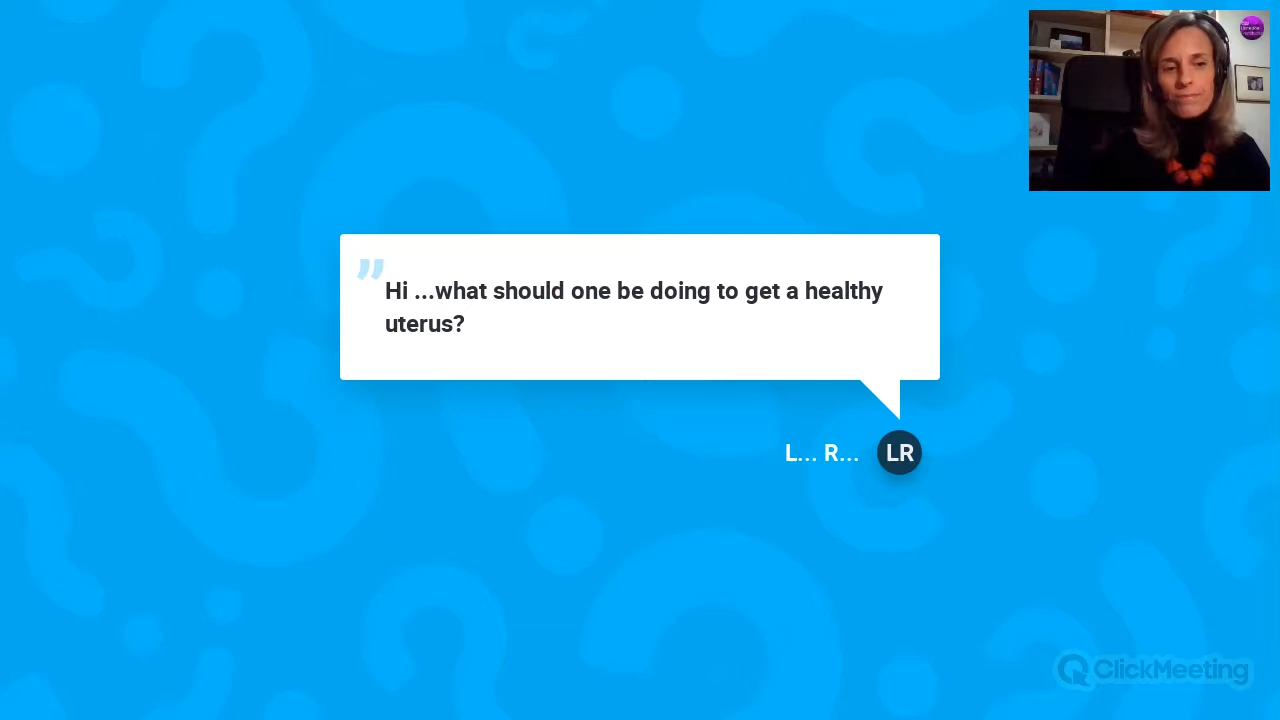 Hi ...what should one be doing to get a healthy
uterus?
L... R...
LR
ClickMeeting